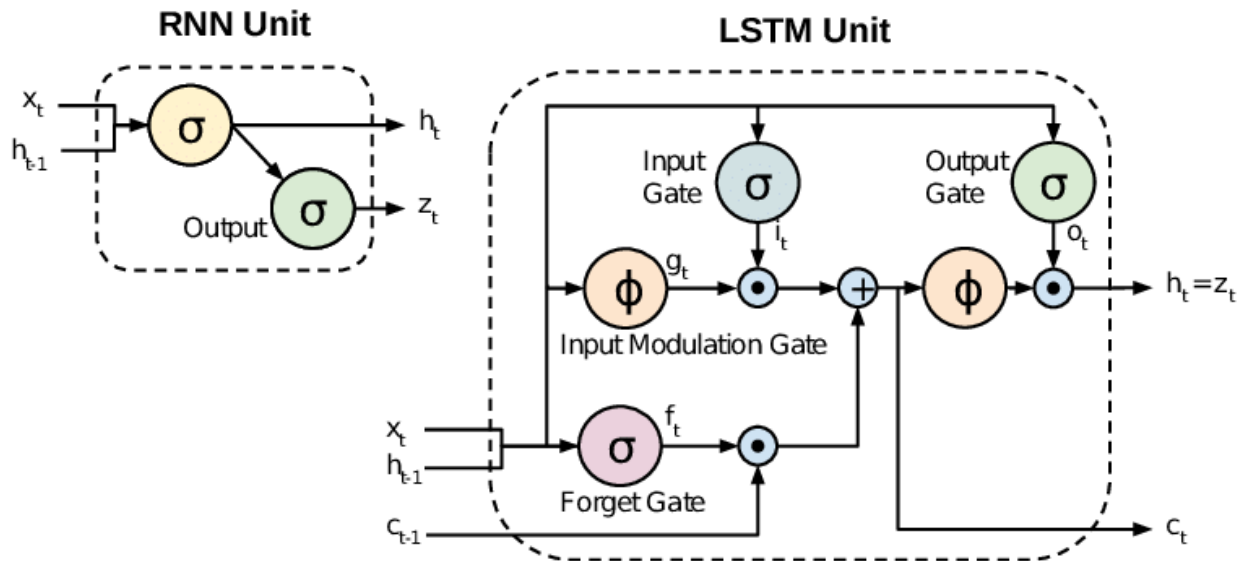 RNN Unit
xₜ
hₜ₋₁
σ
hₜ
Output
σ
zₜ
LSTM Unit
Input
Gate
σ
iₜ
Output
Gate
σ
oₜ
ϕ
gₜ
Input Modulation Gate
+
ϕ
hₜ=zₜ
xₜ
hₜ₋₁
σ
fₜ
Forget Gate
cₜ₋₁
cₜ